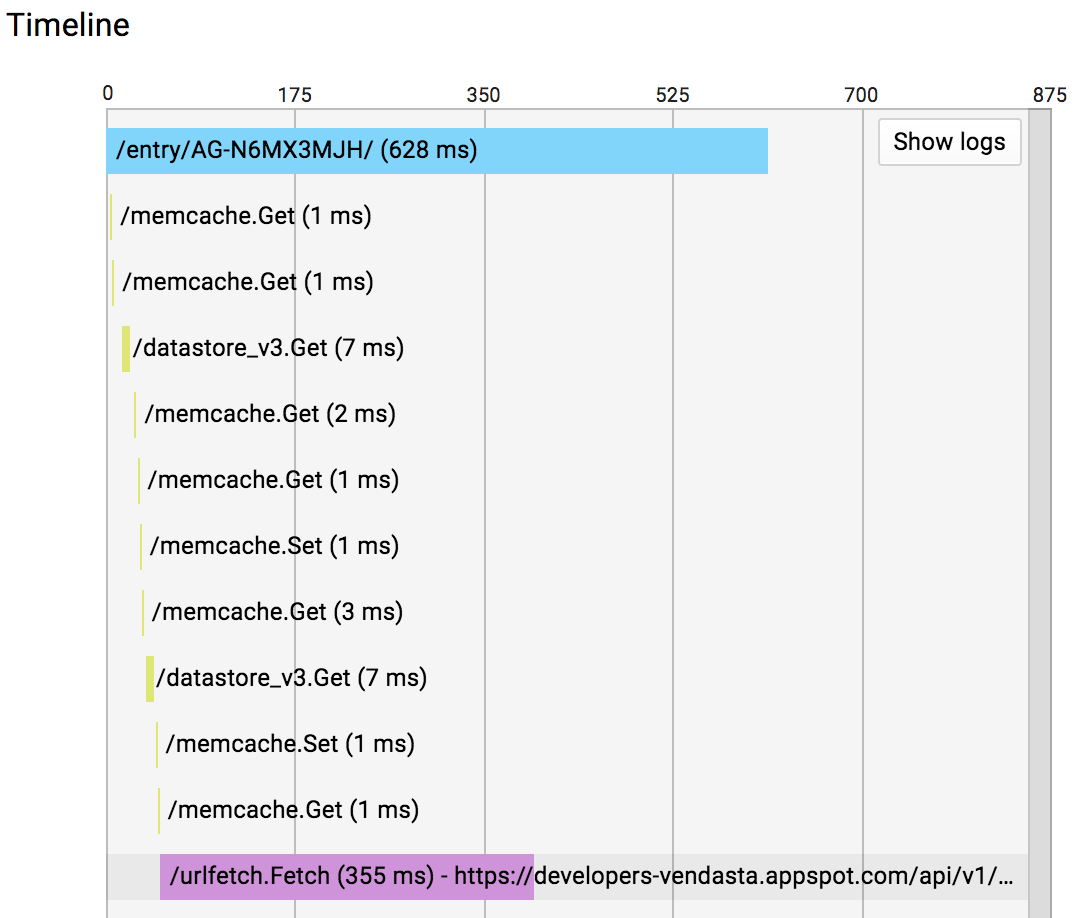 Timeline
0 175 350 525 700 875
/entry/AG-N6MX3MJH/ (628 ms) Show logs
/memcache.Get (1 ms)
/memcache.Get (1 ms)
/datastore_v3.Get (7 ms)
/memcache.Get (2 ms)
/memcache.Get (1 ms)
/memcache.Set (1 ms)
/memcache.Get (3 ms)
/datastore_v3.Get (7 ms)
/memcache.Set (1 ms)
/memcache.Get (1 ms)
/urlfetch.Fetch (355 ms) - https://developers-vendasta.appspot.com/api/v1/…